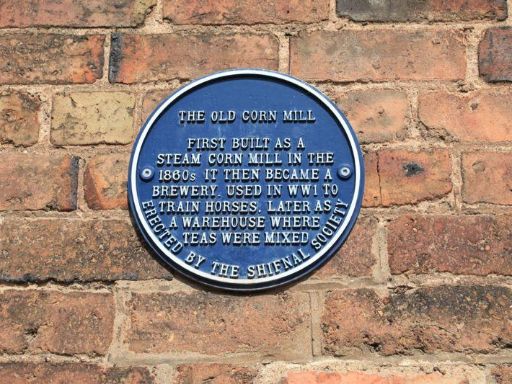 THE OLD CORN MILL
FIRST BUILT AS A
STEAM CORN MILL IN THE
1860s IT THEN BECAME A
BREWERY, USED IN WW1 TO
TRAIN HORSES, LATER AS
A WAREHOUSE WHERE
TEAS WERE MIXED
ERECTED BY THE SHIFNAL SOCIETY